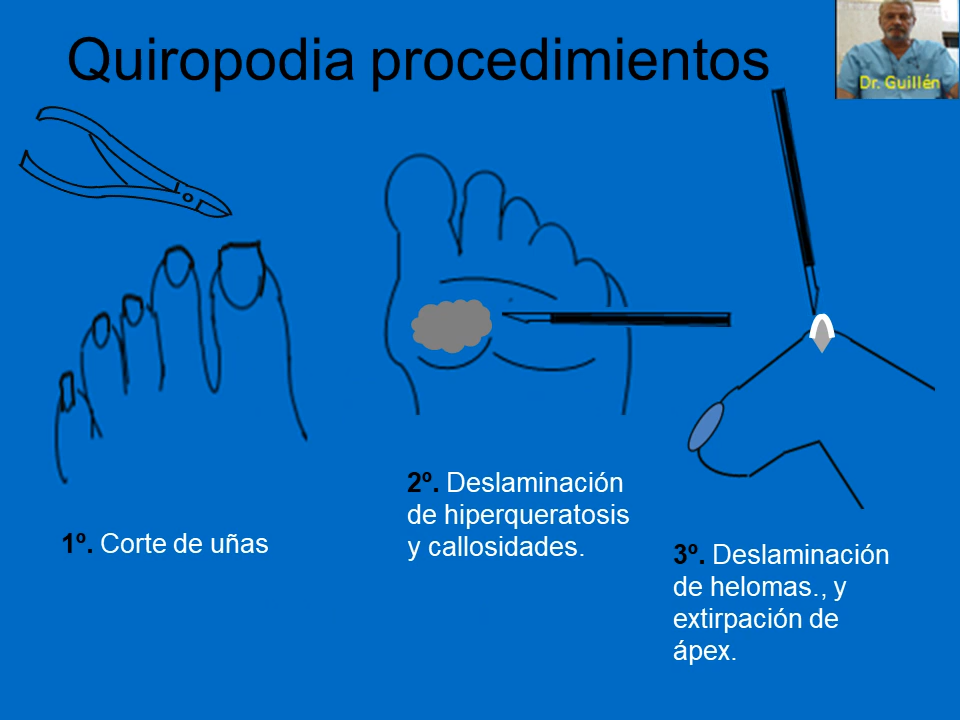 Quiropodia procedimientos
Dr. Guillén
1º. Corte de uñas
2º. Deslaminación
de hiperqueratosis
y callosidades.
3º. Deslaminación
de helomas., y
extirpación de
ápex.